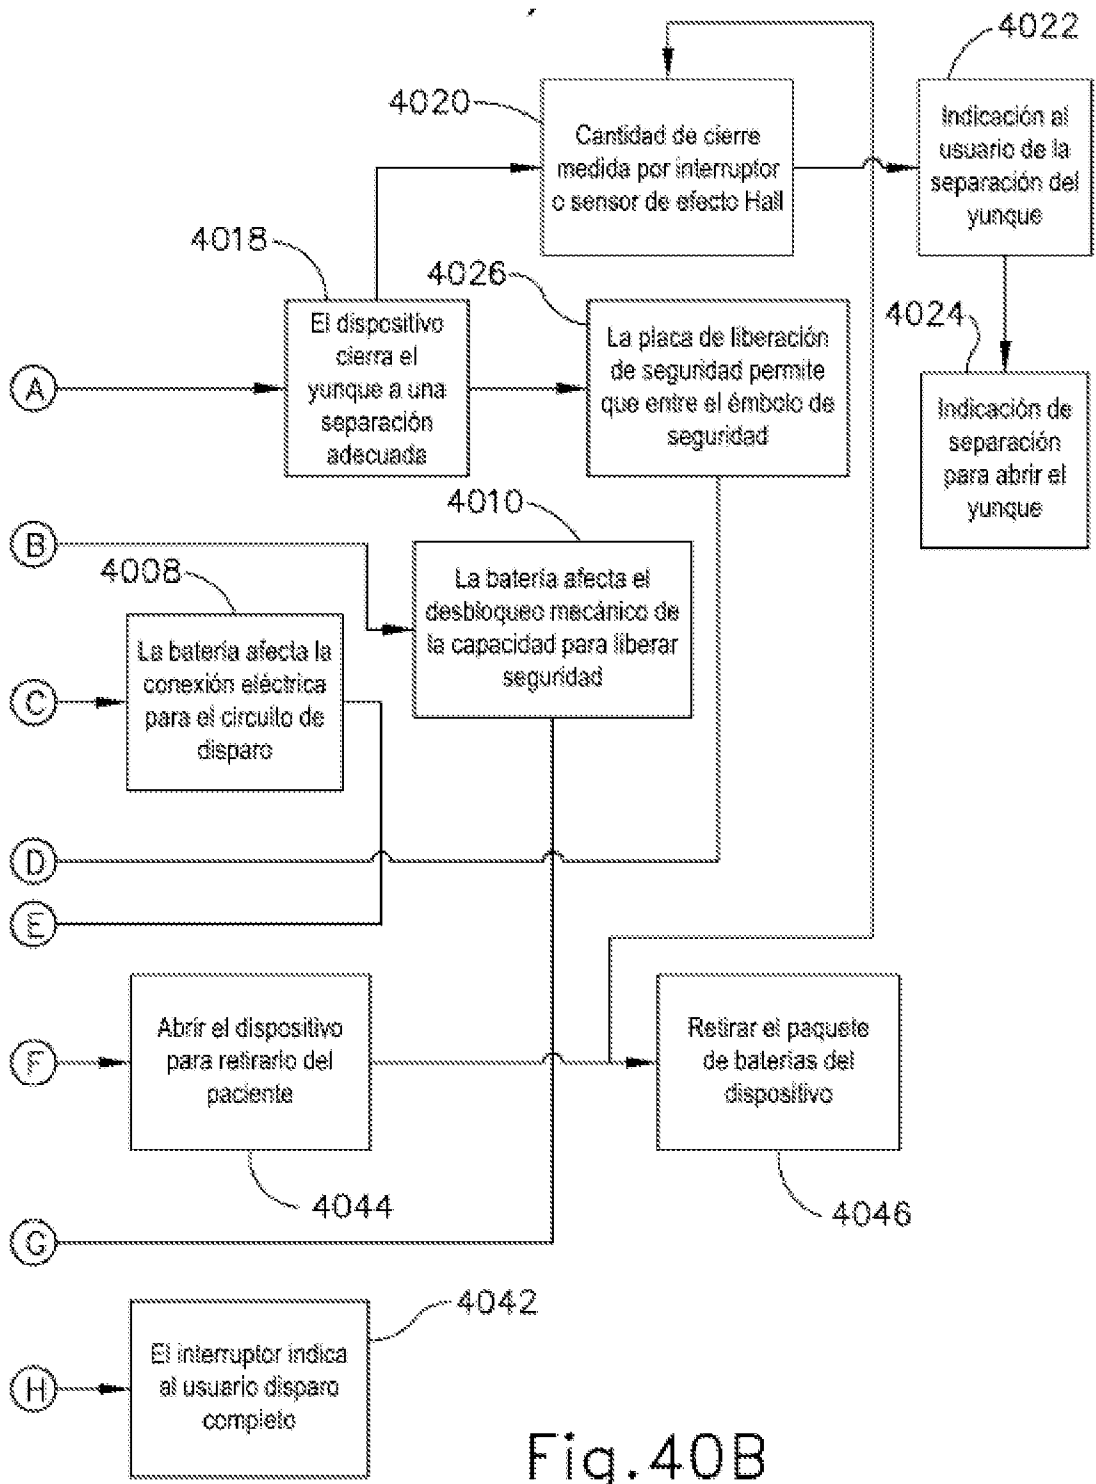 4022
4020
Cantidad de cierre
medida por interruptor
o sensor de efecto Hall
Indicación al
usuario de la
separación del
yunque
4018
4026
El dispositivo
cierra el
yunque a una
separación
adecuada
La placa de liberación
de seguridad permite
que entre el émbolo de
seguridad
4024
Indicación de
separación
para abrir el
yunque
A
B
4010
La batería afecta el
desbloqueo mecánico de
la capacidad para liberar
seguridad
4008
La batería afecta la
conexión eléctrica
para el circuito de
disparo
C
D
E
F
Abrir el dispositivo
para retirarlo del
paciente
4044
Retirar el paquete
de baterías del
dispositivo
4046
G
4042
H
El interruptor indica
al usuario disparo
completo
Fig.40B